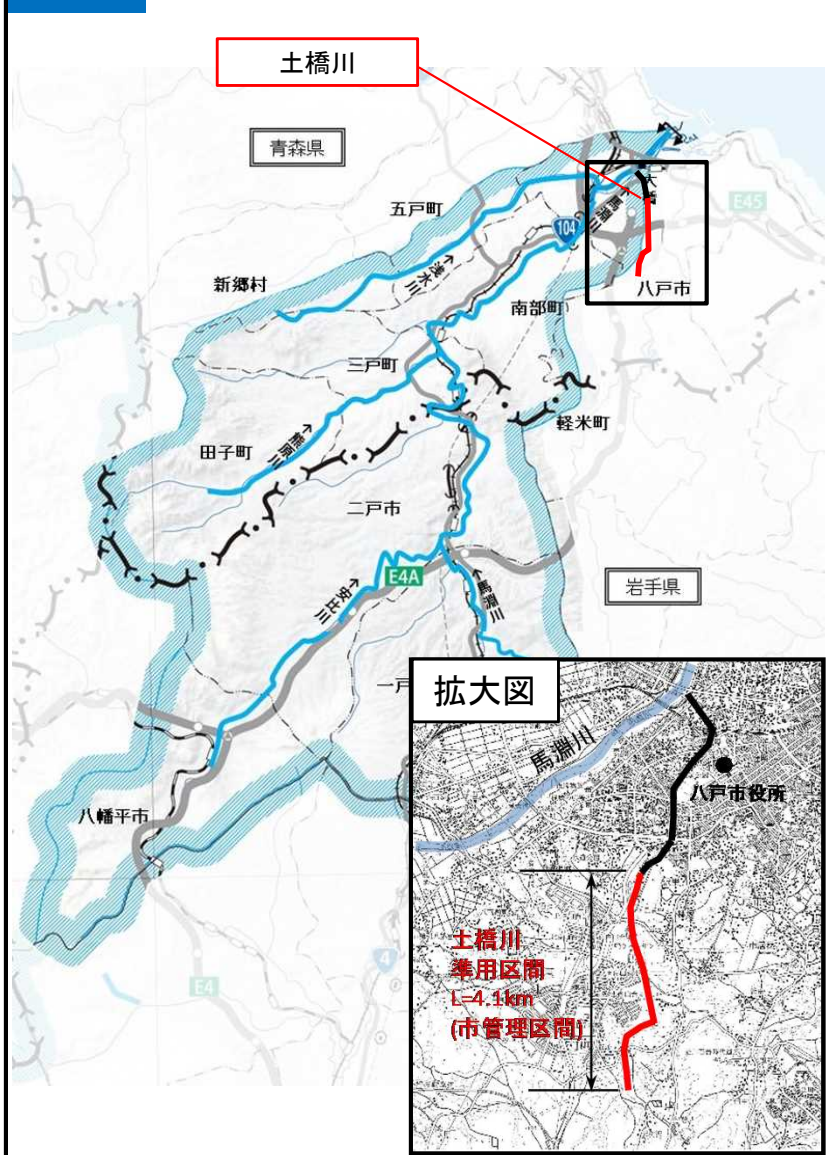 土橋川
青森県
五戸町
E45
104
馬淵川
新郷村
←浅水川
八戸市
南部町
三戸町
軽米町
田子町
←熊原川
二戸市
E4A
←安比川
←馬淵川
岩手県
一戸
拡大図
馬淵川
八戸市役所
八幡平市
土橋川
準用区間
L=4.1km
(市管理区間)
4
E4